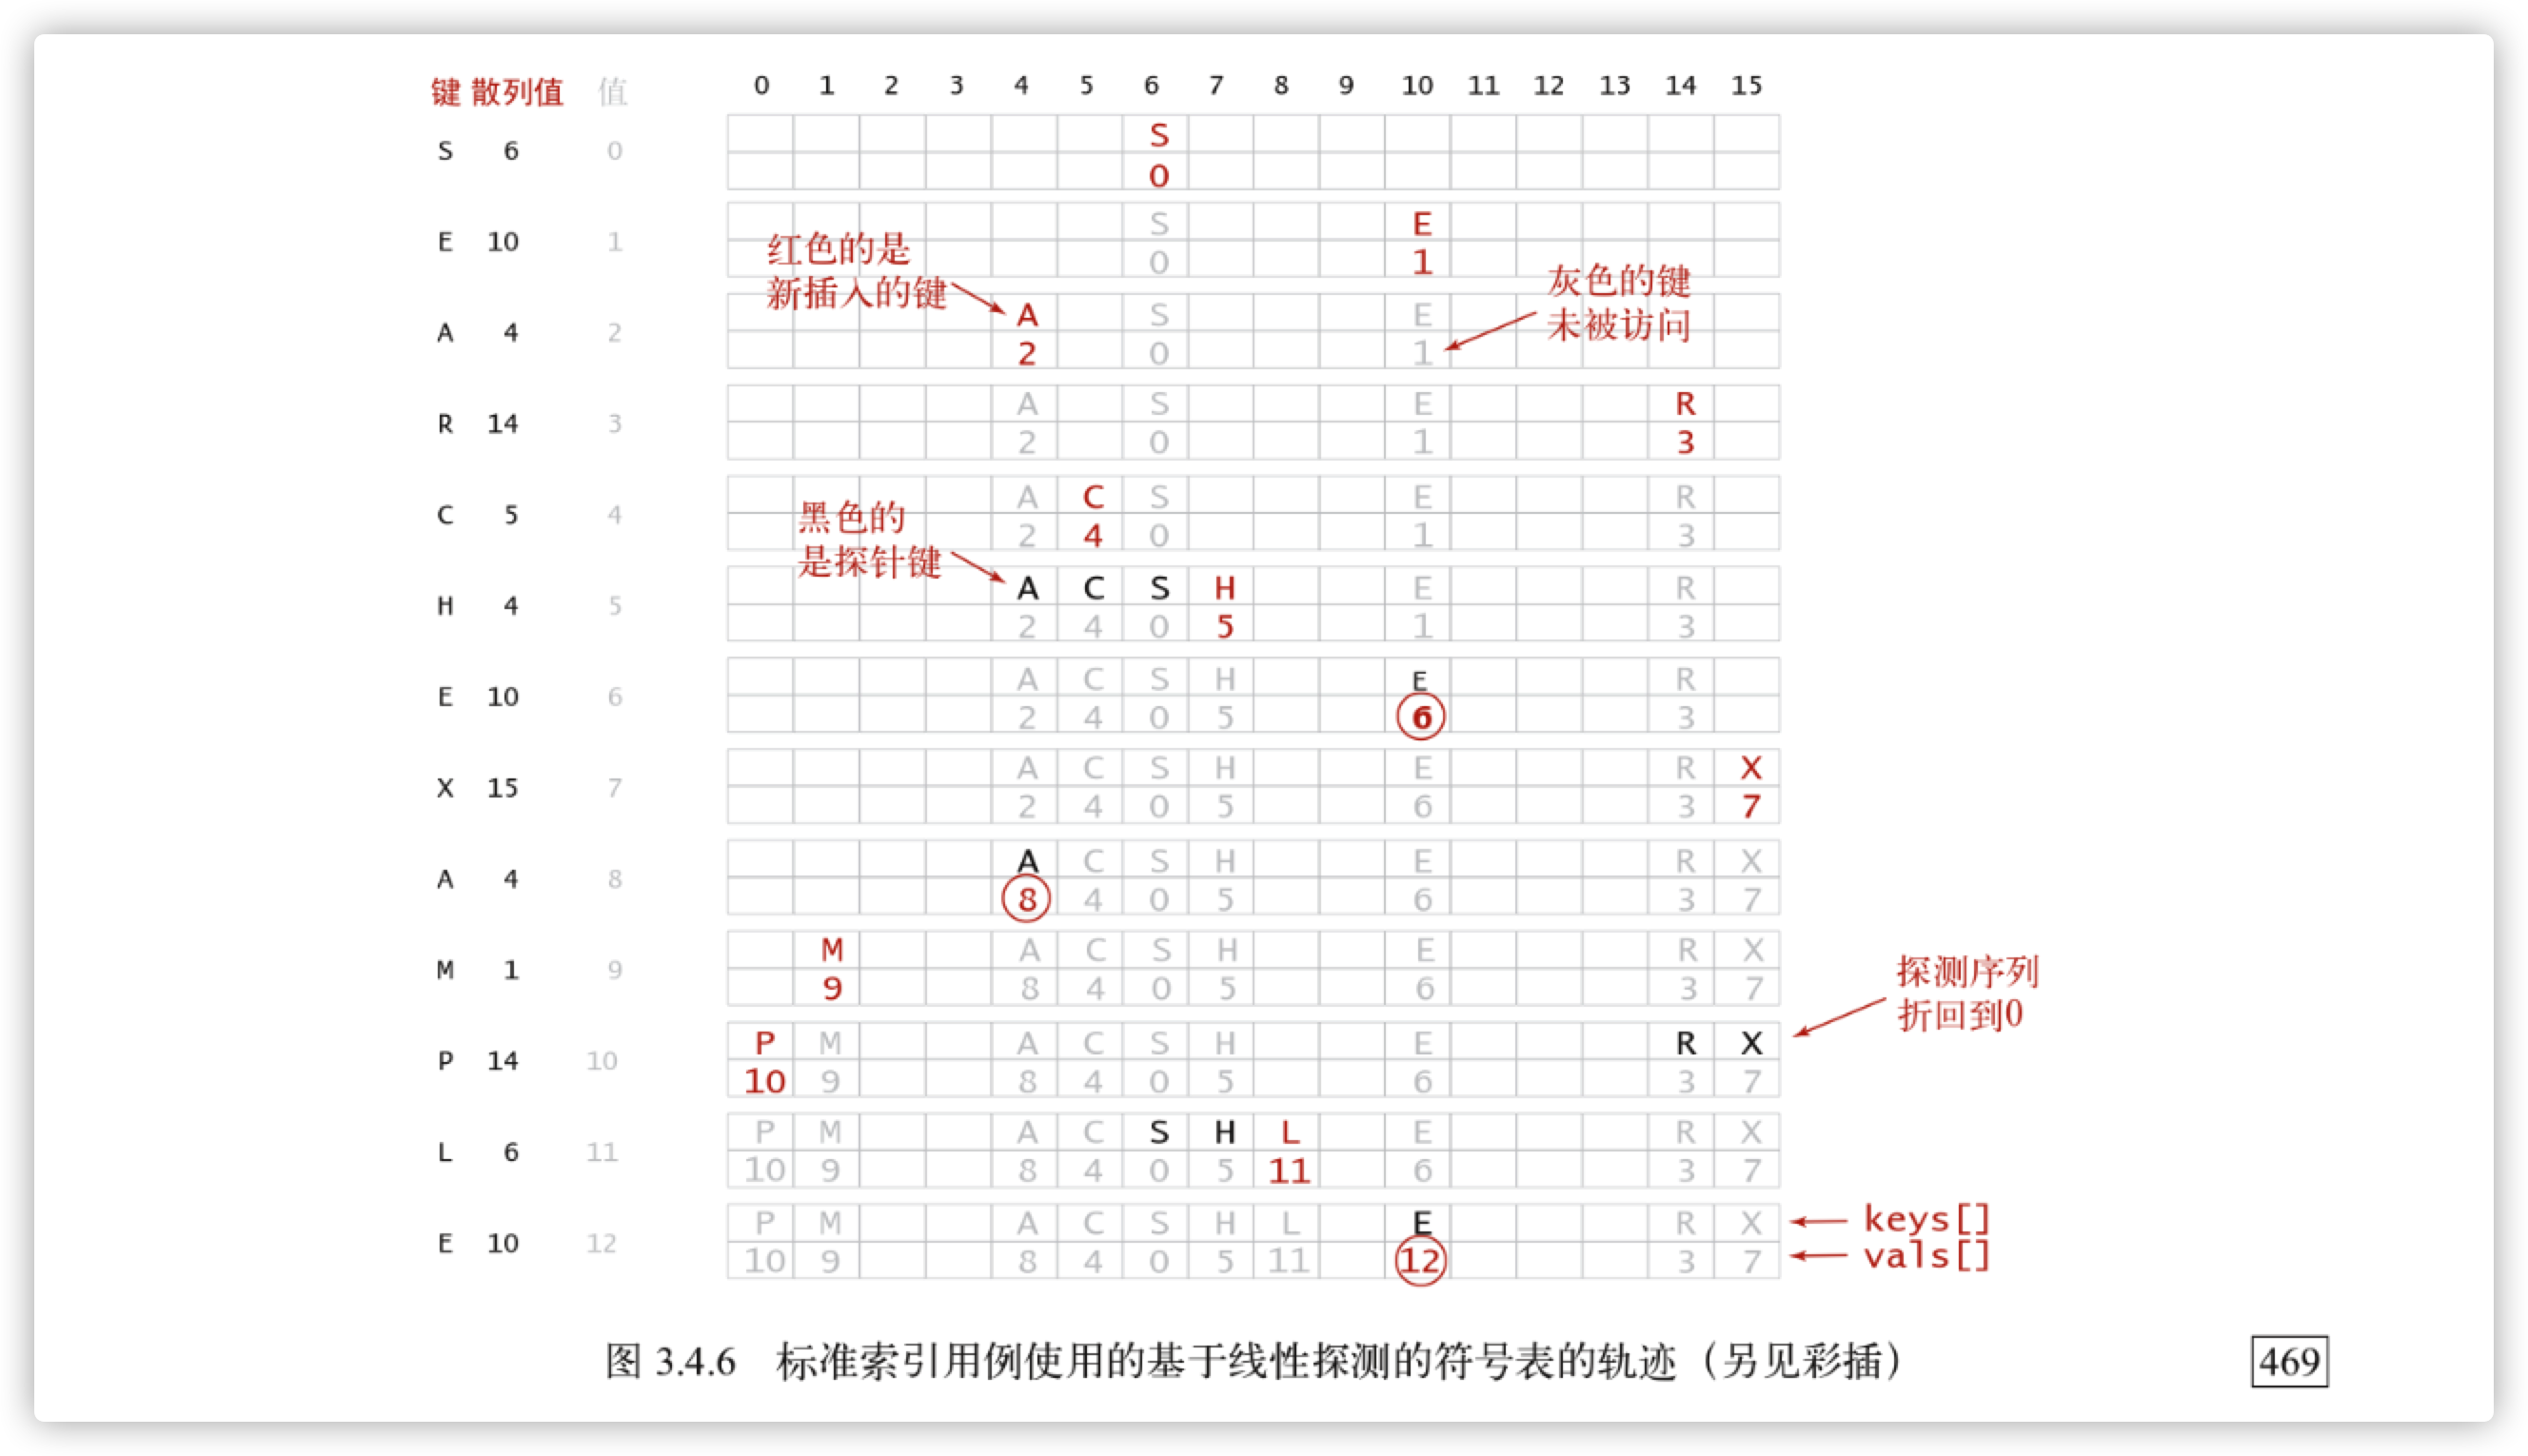 键 散列值 值 0 1 2 3 4 5 6 7 8 9 10 11 12 13 14 15
S 6 0 S
0
E 10 1 S E
0 1
红色的是
新插入的键
灰色的键
未被访问
A 4 2 A S E
2 0 1
R 14 3 A S E R
2 0 1 3
C 5 4 A C S E R
2 4 0 1 3
黑色的
是探针键
H 4 5 A C S H E R
2 4 0 5 1 3
E 10 6 A C S H E R
2 4 0 5 6 3
X 15 7 A C S H E R X
2 4 0 5 6 3 7
A 4 8 A C S H E R X
8 4 0 5 6 3 7
M 1 9 M A C S H E R X
9 8 4 0 5 6 3 7
探测序列
折回到0
P 14 10 P M A C S H E R X
10 9 8 4 0 5 6 3 7
L 6 11 P M A C S H L E R X
10 9 8 4 0 5 11 6 3 7
E 10 12 P M A C S H L E R X keys[]
10 9 8 4 0 5 11 12 3 7 vals[]
图 3.4.6 标准索引用例使用的基于线性探测的符号表的轨迹（另见彩插）
469